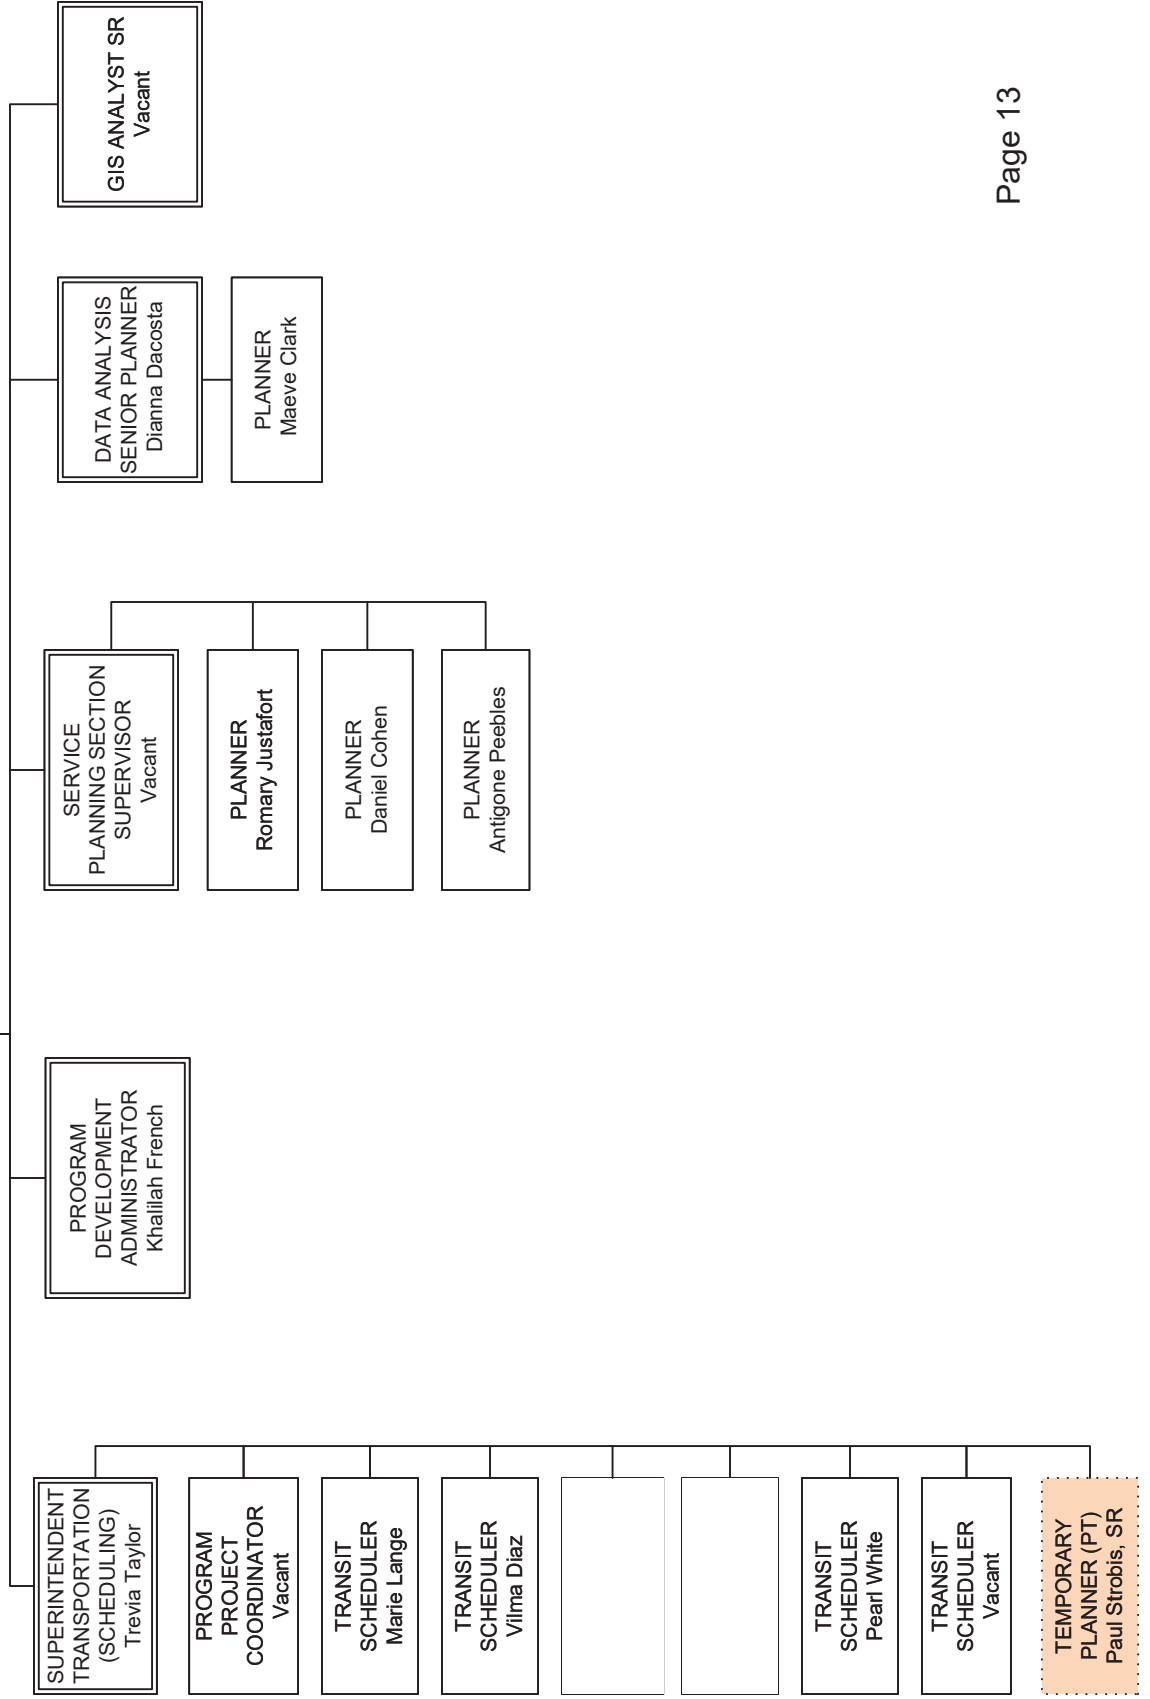 SUPERINTENDENT
TRANSPORTATION
(SCHEDULING)
Trevia Taylor
PROGRAM
PROJECT
COORDINATOR
Vacant
TRANSIT
SCHEDULER
Marie Lange
TRANSIT
SCHEDULER
Vilma Diaz
TRANSIT
SCHEDULER
Pearl White
TRANSIT
SCHEDULER
Vacant
TEMPORARY
PLANNER (PT)
Paul Strobis, SR
PROGRAM
DEVELOPMENT
ADMINISTRATOR
Khalilah French
SERVICE
PLANNING SECTION
SUPERVISOR
Vacant
PLANNER
Romary Justafort
PLANNER
Daniel Cohen
PLANNER
Antigone Peebles
DATA ANALYSIS
SENIOR PLANNER
Dianna Dacosta
PLANNER
Maeve Clark
GIS ANALYST SR
Vacant
Page 13